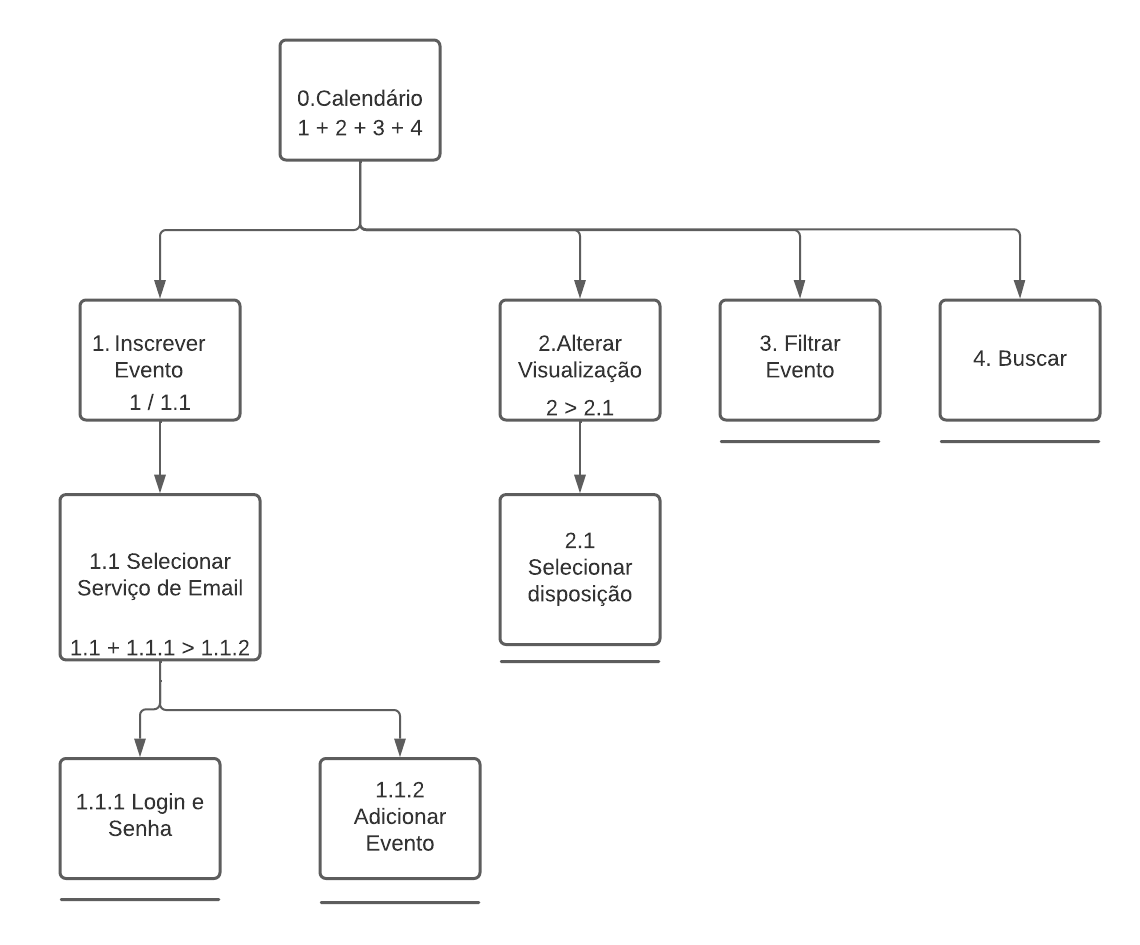 0.Calendário
1 + 2 + 3 + 4
1. Inscrever
Evento
1 / 1.1
2.Alterar
Visualização
2 > 2.1
3. Filtrar
Evento
4. Buscar
1.1 Selecionar
Serviço de Email
1.1 + 1.1.1 > 1.1.2
2.1
Selecionar
disposição
1.1.1 Login e
Senha
1.1.2
Adicionar
Evento